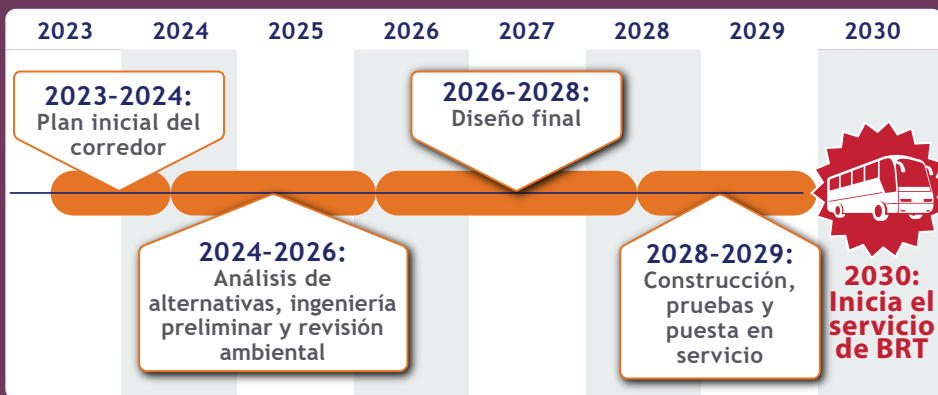 2023 2024 2025 2026 2027 2028 2029 2030
2023–2024:
Plan inicial del
corredor
2026–2028:
Diseño final
2024–2026:
Análisis de
alternativas, ingeniería
preliminar y revisión
ambiental
2028–2029:
Construcción,
pruebas y
puesta en
servicio
2030:
Inicia el
servicio
de BRT